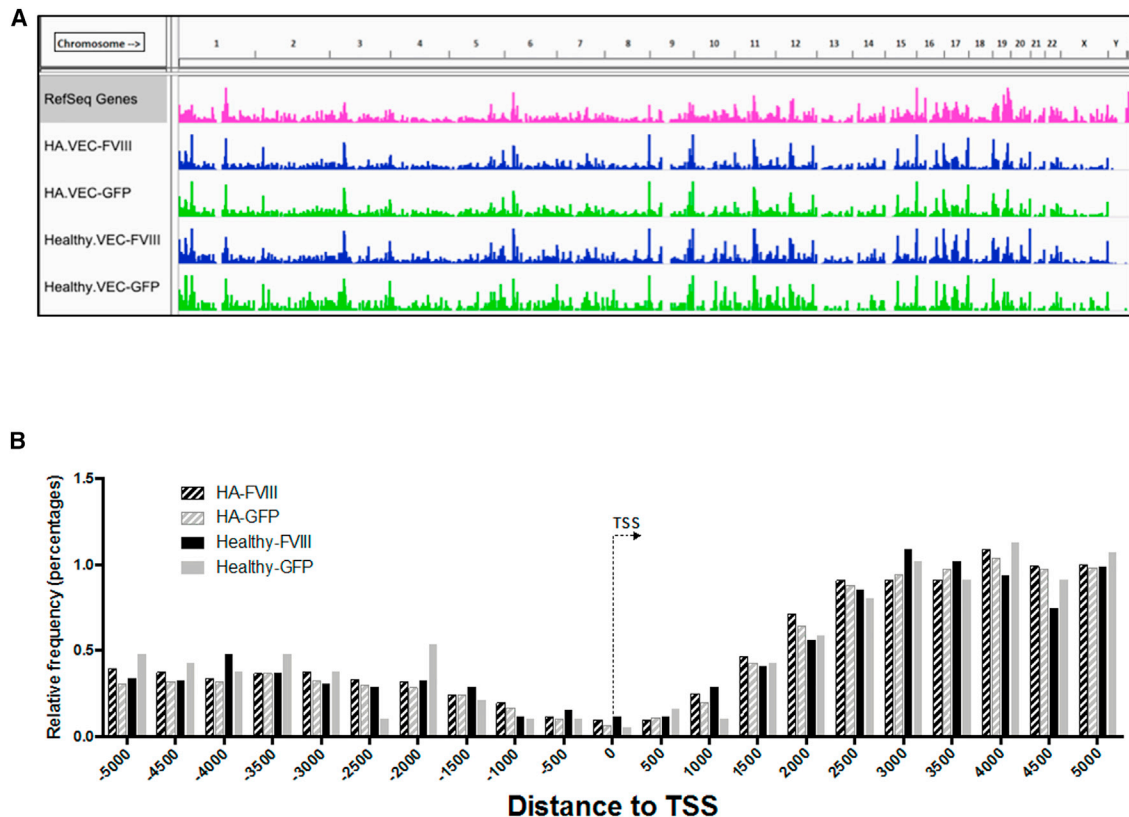 A
Chromosome -->
1 2 3 4 5 6 7 8 9 10 11 12 13 14 15 16 17 18 19 20 21 22 X Y
RefSeq Genes
HA.VEC-FVIII
HA.VEC-GFP
Healthy.VEC-FVIII
Healthy.VEC-GFP
B
Relative frequency (percentages)
1.5
1.0
0.5
0.0
HA-FVIII
HA-GFP
Healthy-FVIII
Healthy-GFP
TSS
-5000 -4500 -4000 -3500 -3000 -2500 -2000 -1500 -1000 -500 0 500 1000 1500 2000 2500 3000 3500 4000 4500 5000
Distance to TSS